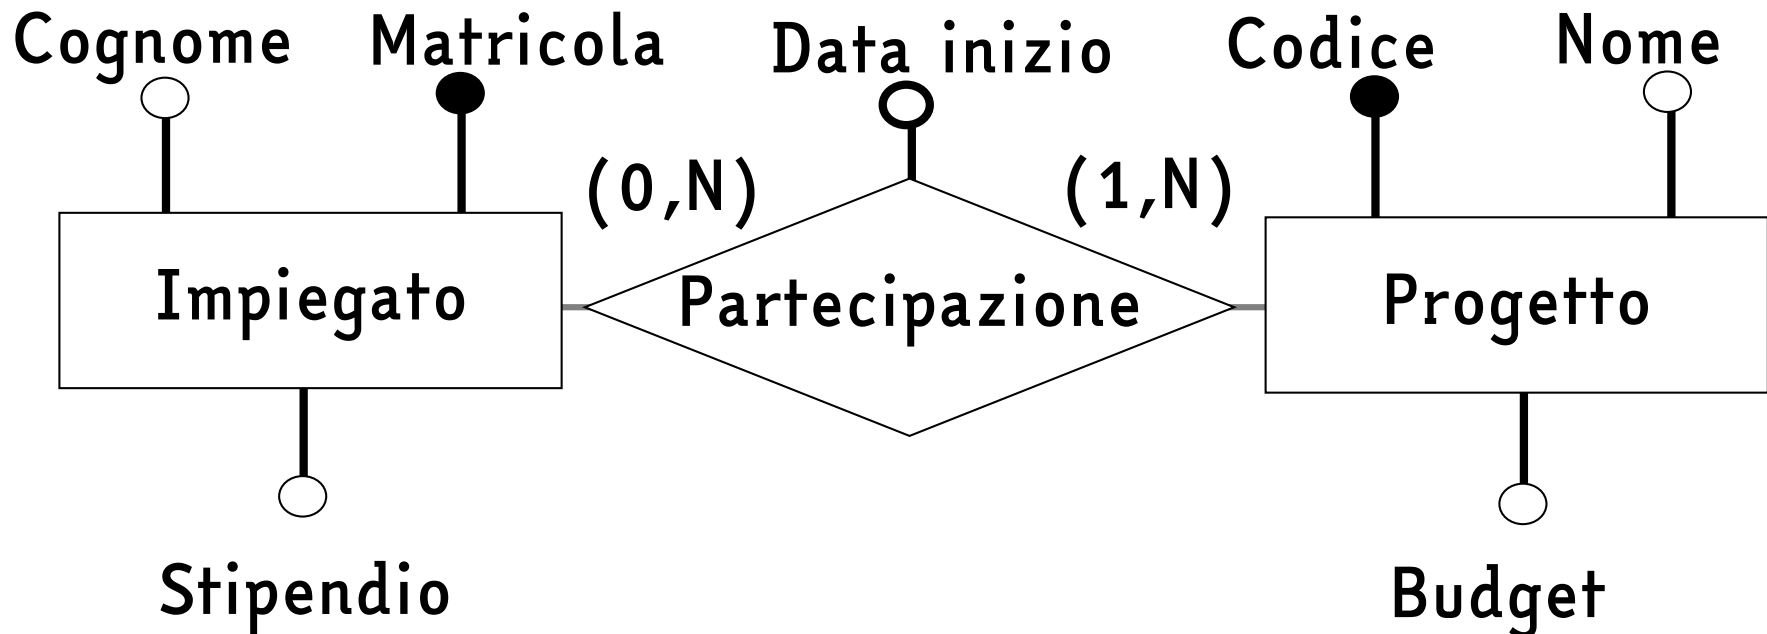 Cognome Matricola Data inizio Codice Nome
(0,N) (1,N)
Impiegato Partecipazione Progetto
Stipendio Budget